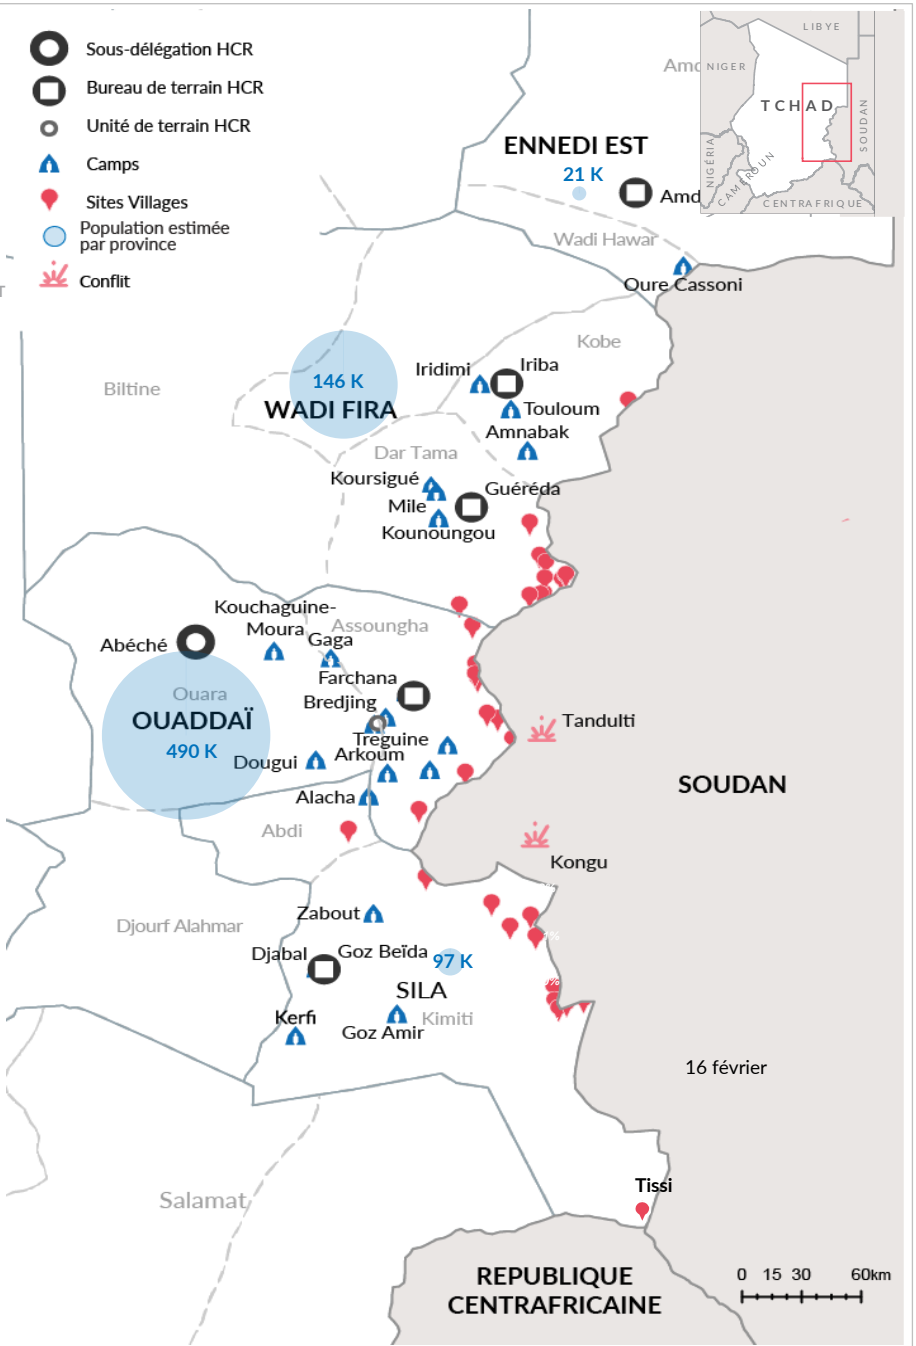 Sous-délégation HCR
Bureau de terrain HCR
Unité de terrain HCR
Camps
Sites Villages
Population estimée
par province
Conflit
LIBYE
NIGER
TCHAD
SOUDAN
NIGÉRIA
CAMEROUN
CENTRAFRIQUE
Amd
ENNEDI EST
21 K
Amd
Wadi Hawar
Oure Cassoni
Kobe
Iriba
Iridimi
146 K
WADI FIRA
Biltine
Touloum
Amnabak
Dar Tama
Koursigué
Guéréda
Mile
Kounoungou
Kouchaguine-
Moura
Assoungha
Abéché
Gaga
Farchana
Ouara
Bredjing
OUADDAÏ
Tandulti
Treguine
490 K
Arkoum
Dougui
SOUDAN
Alacha
Abdi
Kongu
Zabout
Djourf Alahmar
Djabal
Goz Beïda
97 K
SILA
Kerfi
Kimiti
Goz Amir
16 février
Tissi
Salamat
REPUBLIQUE
CENTRAFRICAINE
0 15 30 60km